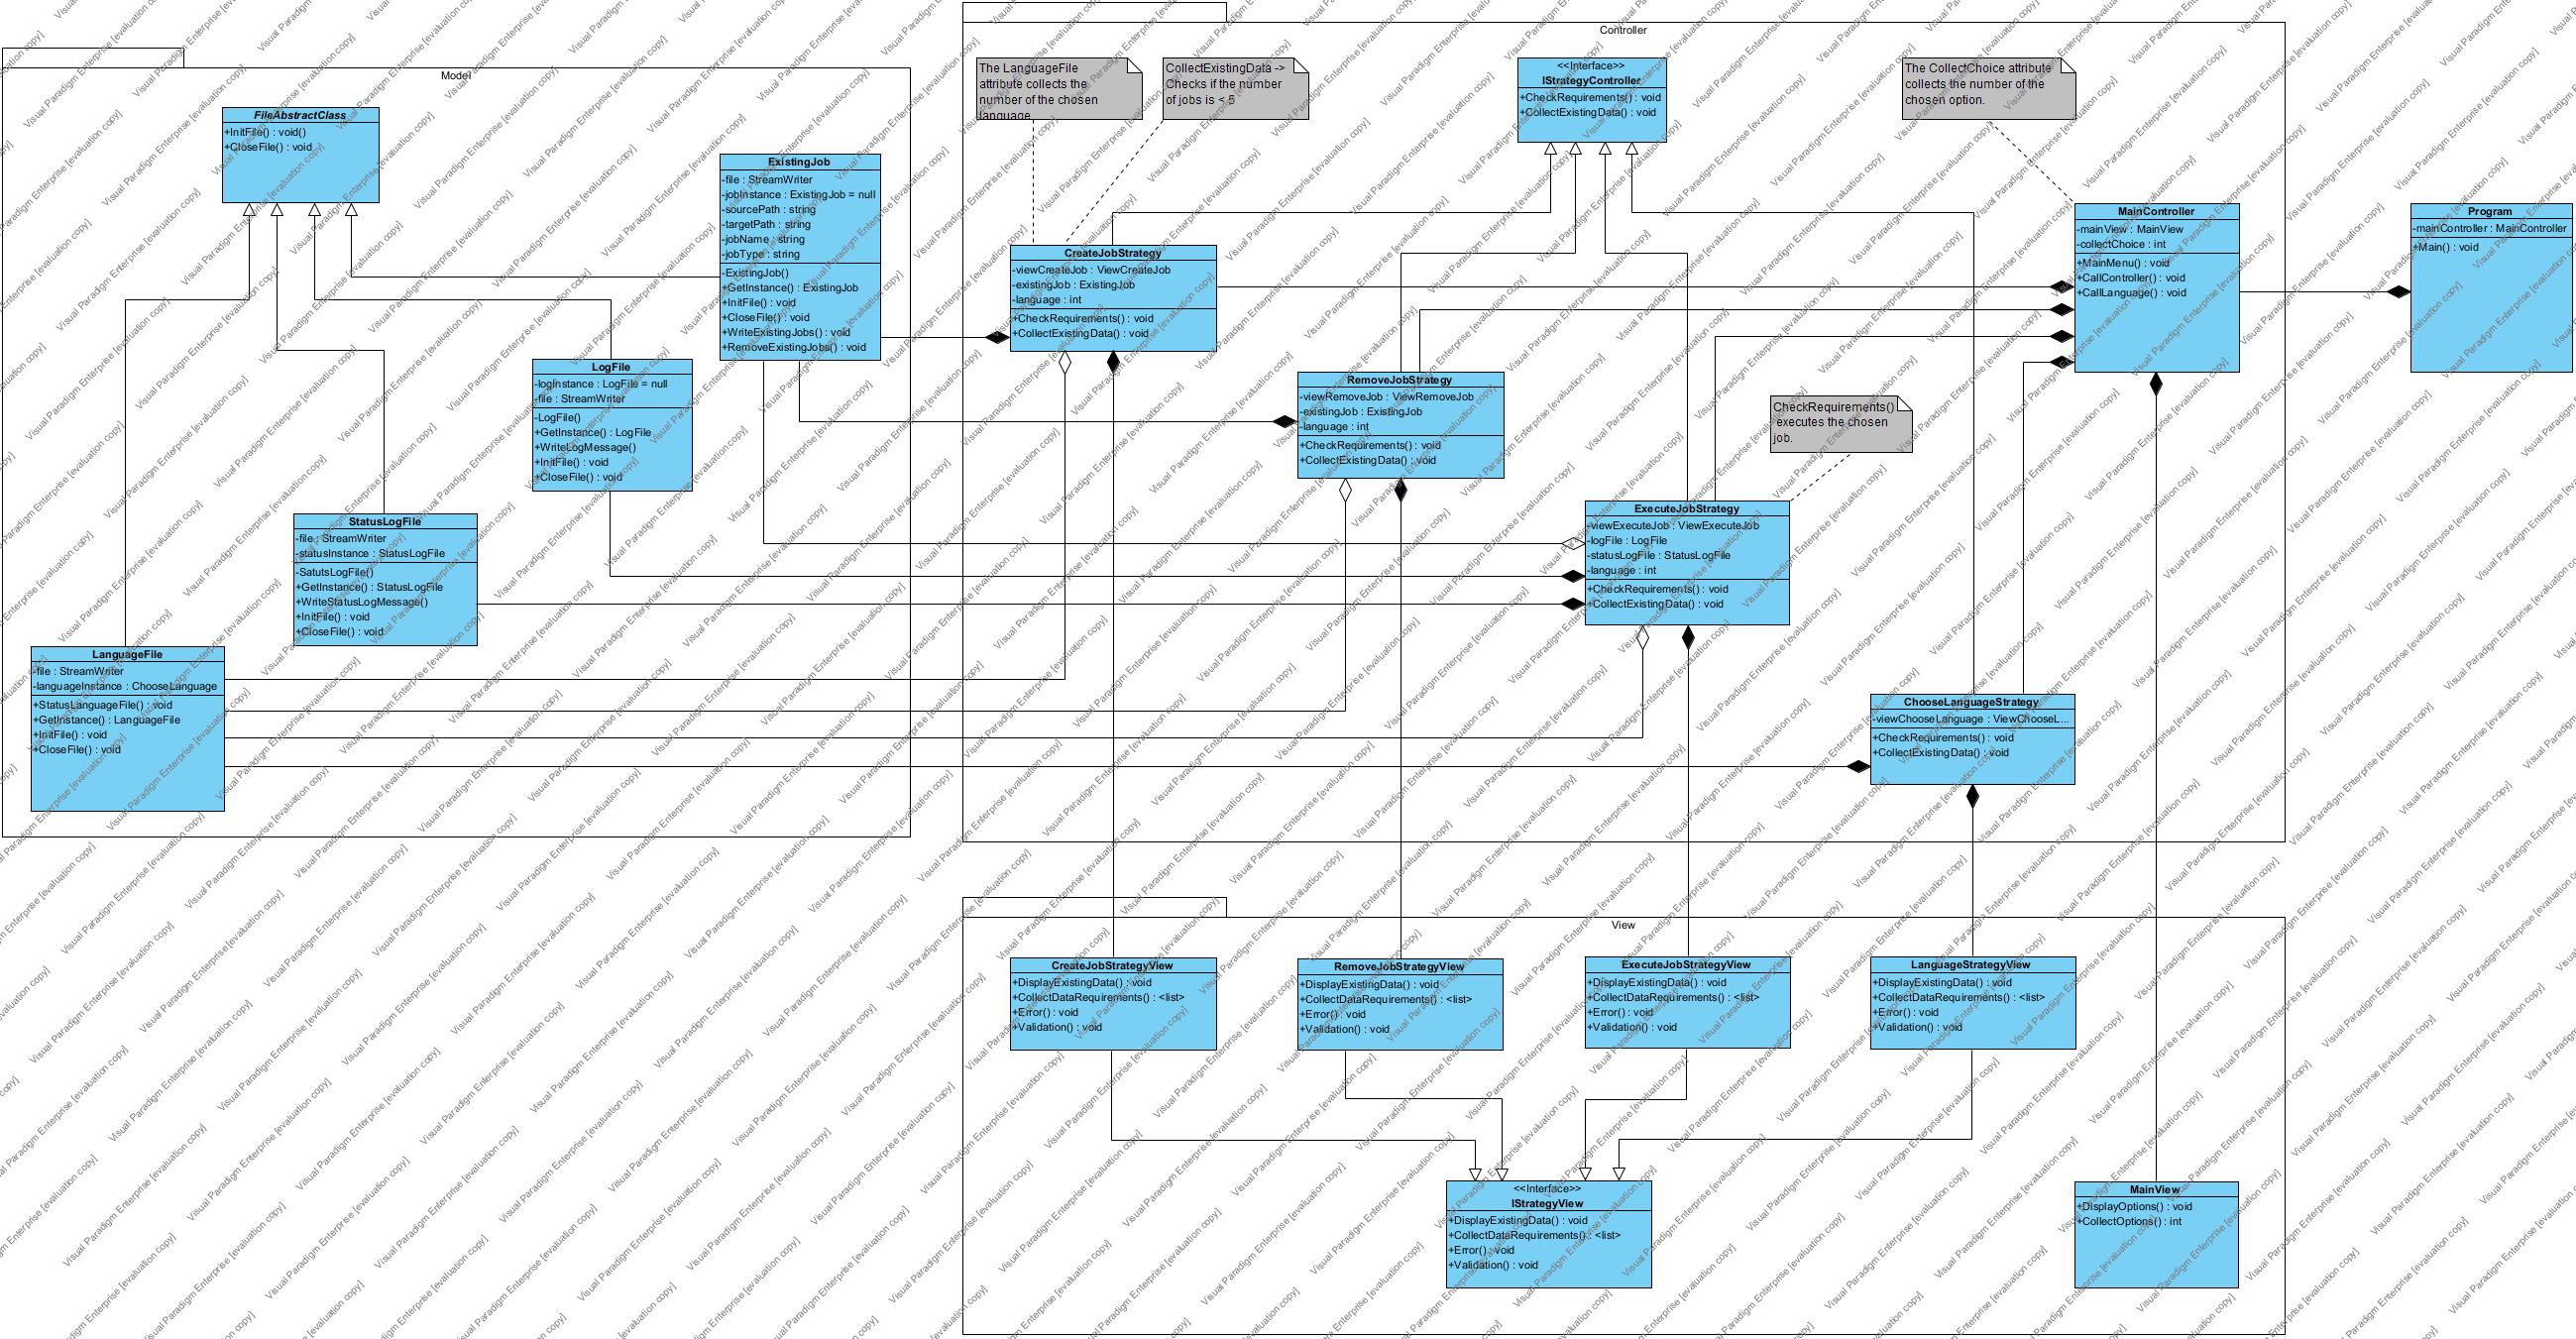 Model
FileAbstractClass
+InitFile() : void()
+CloseFile() : void
ExistingJob
-file : StreamWriter
-jobInstance : ExistingJob = null
-sourcePath : string
-targetPath : string
-jobName : string
-jobType : string
-ExistingJob()
+GetInstance() : ExistingJob
+InitFile() : void
+CloseFile() : void
+WriteExistingJobs() : void
+RemoveExistingJobs() : void
LogFile
-logInstance : LogFile = null
-file : StreamWriter
-LogFile()
+GetInstance() : LogFile
+WriteLogMessage()
+InitFile() : void
+CloseFile() : void
StatusLogFile
-file : StreamWriter
-statusInstance : StatusLogFile
-SatutsLogFile()
+GetInstance() : StatusLogFile
+WriteStatusLogMessage()
+InitFile() : void
+CloseFile() : void
LanguageFile
-file : StreamWriter
-languageInstance : ChooseLanguage
+StatusLanguageFile() : void
+GetInstance() : LanguageFile
+InitFile() : void
+CloseFile() : void
Controller
The LanguageFile
attribute collects the
number of the chosen
language.
CollectExistingData ->
Checks if the number
of jobs is < 5
<<Interface>>
IStrategyController
+CheckRequirements() : void
+CollectExistingData() : void
The CollectChoice attribute
collects the number of the
chosen option.
CreateJobStrategy
-viewCreateJob : ViewCreateJob
-existingJob : ExistingJob
-language : int
+CheckRequirements() : void
+CollectExistingData() : void
MainController
-mainView : MainView
-collectChoice : int
+MainMenu() : void
+CallController() : void
+CallLanguage() : void
Program
-mainController : MainController
+Main() : void
RemoveJobStrategy
-viewRemoveJob : ViewRemoveJob
-existingJob : ExistingJob
-language : int
+CheckRequirements() : void
+CollectExistingData() : void
CheckRequirements()
executes the chosen
job.
ExecuteJobStrategy
-viewExecuteJob : ViewExecuteJob
-logFile : LogFile
-statusLogFile : StatusLogFile
-language : int
+CheckRequirements() : void
+CollectExistingData() : void
ChooseLanguageStrategy
-viewChooseLanguage : ViewChooseL...
+CheckRequirements() : void
+CollectExistingData() : void
View
CreateJobStrategyView
+DisplayExistingData() : void
+CollectDataRequirements() : <list>
+Error() : void
+Validation() : void
RemoveJobStrategyView
+DisplayExistingData() : void
+CollectDataRequirements() : <list>
+Error() : void
+Validation() : void
ExecuteJobStrategyView
+DisplayExistingData() : void
+CollectDataRequirements() : <list>
+Error() : void
+Validation() : void
LanguageStrategyView
+DisplayExistingData() : void
+CollectDataRequirements() : <list>
+Error() : void
+Validation() : void
<<Interface>>
IStrategyView
+DisplayExistingData() : void
+CollectDataRequirements() : <list>
+Error() : void
+Validation() : void
MainView
+DisplayOptions() : void
+CollectOptions() : int
Visual Paradigm Enterprise [evaluation copy]